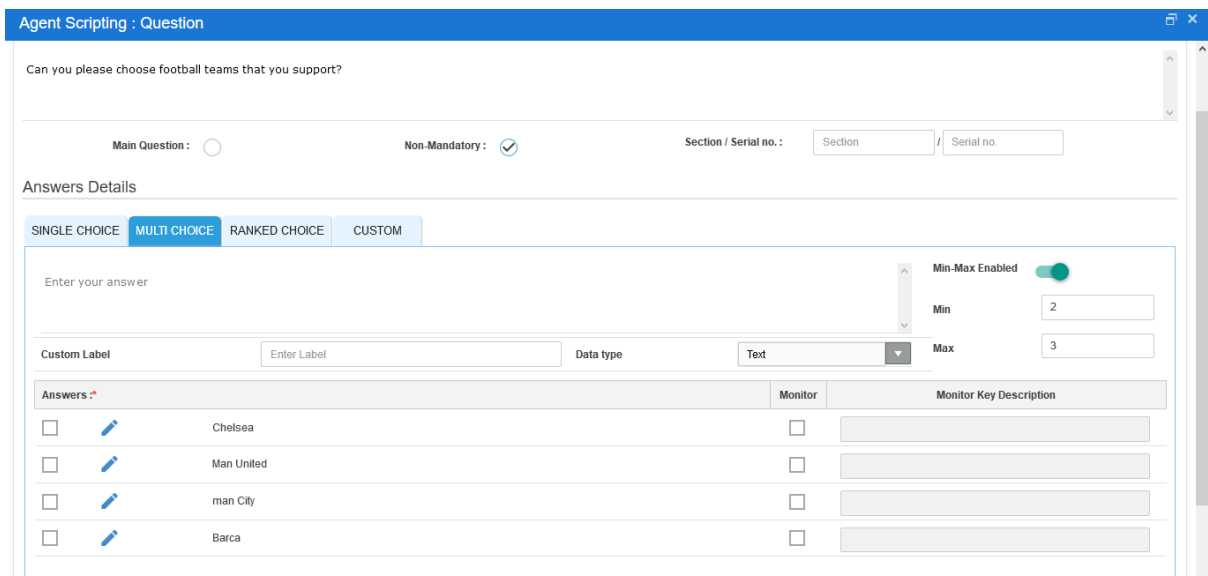 Agent Scripting : Question
Can you please choose football teams that you support?
Main Question : Non-Mandatory : Section / Serial no. : Section / Serial no.
Answers Details
SINGLE CHOICE MULTI CHOICE RANKED CHOICE CUSTOM
Enter your answer
Min-Max Enabled
Min 2
Custom Label Enter Label Data type Text Max 3
Answers :* Monitor Monitor Key Description
Chelsea
Man United
man City
Barca